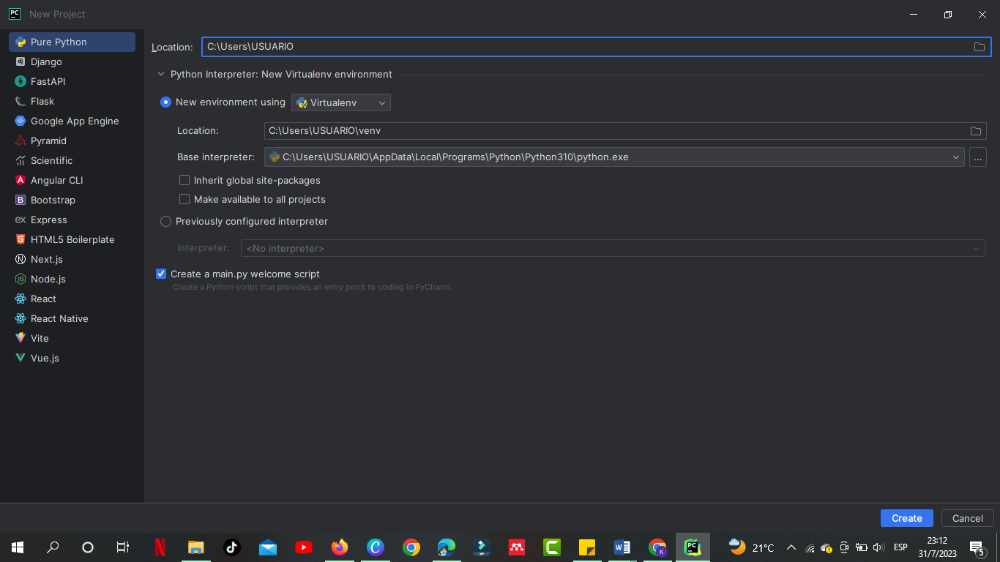 PC New Project
Pure Python
Django
FastAPI
Flask
Google App Engine
Pyramid
Scientific
Angular CLI
Bootstrap
Express
HTML5 Boilerplate
Next.js
Node.js
React
React Native
Vite
Vue.js
Location: C:\Users\USUARIO
Python Interpreter: New Virtualenv environment
New environment using Virtualenv
Location: C:\Users\USUARIO\venv
Base interpreter: C:\Users\USUARIO\AppData\Local\Programs\Python\Python310\python.exe ...
Inherit global site-packages
Make available to all projects
Previously configured interpreter
Interpreter: <No interpreter>
Create a main.py welcome script
Create a Python script that provides an entry point to coding in PyCharm.
Create Cancel
21°C ESP 23:12
31/7/2023 5